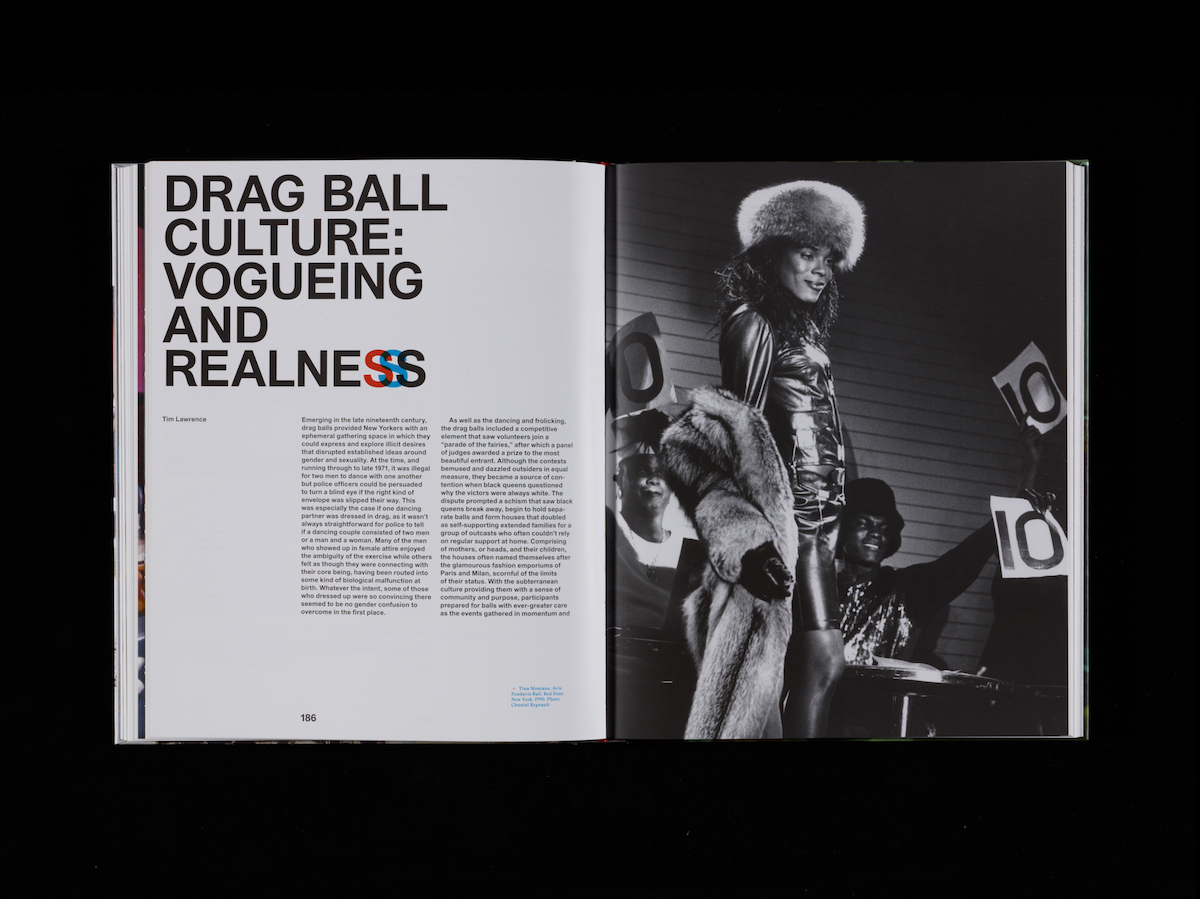 DRAG BALL
CULTURE:
VOGUEING
AND
REALNESSS
Tim Lawrence
Emerging in the late nineteenth century,
drag balls provided New Yorkers with an
ephemeral gathering space in which they
could express and explore illicit desires
that disrupted established ideas around
gender and sexuality. At the time, and
running through to late 1971, it was illegal
for two men to dance with one another
but police officers could be persuaded
to turn a blind eye if the right kind of
envelope was slipped their way. This
was especially the case if one dancing
partner was dressed in drag, as it wasn't
always straightforward for police to tell
if a dancing couple consisted of two men
or a man and a woman. Many of the men
who showed up in female attire enjoyed
the ambiguity of the exercise while others
felt as though they were connecting with
their core being, having been routed into
some kind of biological malfunction at
birth. Whatever the intent, some of those
who dressed up were so convincing there
seemed to be no gender confusion to
overcome in the first place.
As well as the dancing and frolicking,
the drag balls included a competitive
element that saw volunteers join a
“parade of the fairies,” after which a panel
of judges awarded a prize to the most
beautiful entrant. Although the contests
bemused and dazzled outsiders in equal
measure, they became a source of con-
tention when black queens questioned
why the victors were always white. The
dispute prompted a schism that saw black
queens break away, begin to hold sepa-
rate balls and form houses that doubled
as self-supporting extended families for a
group of outcasts who often couldn't rely
on regular support at home. Comprising
of mothers, or heads, and their children,
the houses often named themselves after
the glamourous fashion emporiums of
Paris and Milan, scornful of the limits
of their status. With the subterranean
culture providing them with a sense of
community and purpose, participants
prepared for balls with ever-greater care
as the events gathered in momentum and
→ Tina Montana, Avis
Pendavis Ball, Red Zone,
New York, 1990. Photo:
Chantal Regnault
186
10
10
10